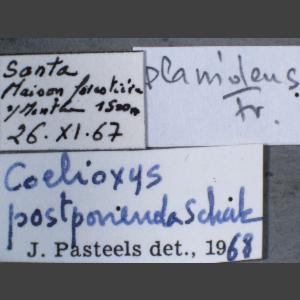 Santa
Maison forestière
1500m
26.XI.67
planidens
Fr.
Coelioxys
postponenda Schulz
J. Pasteels det., 1968